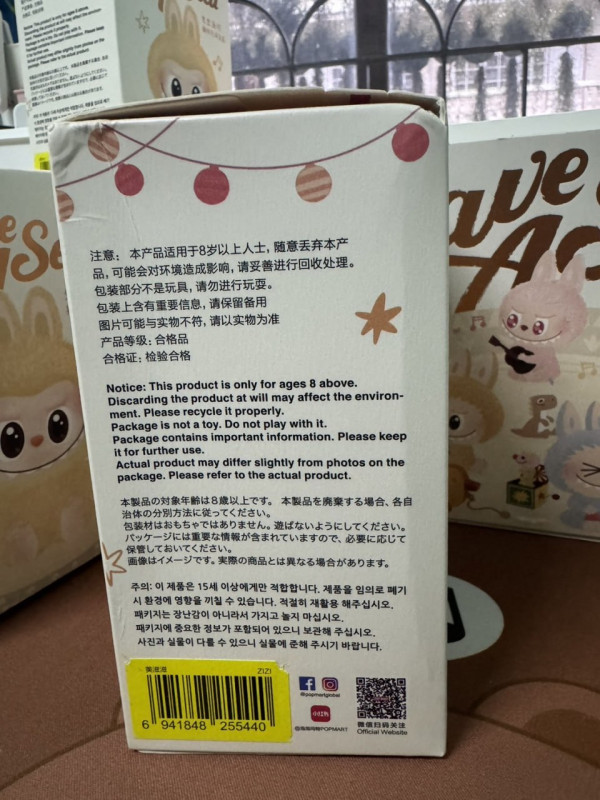 注意： 本产品适用于8岁以上人士, 随意丢弃本产
品, 可能会对环境造成影响, 请妥善进行回收处理。
包装部分不是玩具, 请勿进行玩耍。
包装上含有重要信息, 请保留备用
图片可能与实物不符, 请以实物为准
产品等级: 合格品
合格证: 检验合格
Notice: This product is only for ages 8 above.
Discarding the product at will may affect the environ-
ment. Please recycle it properly.
Package is not a toy. Do not play with it.
Package contains important information. Please keep
it for further use.
Actual product may differ slightly from photos on the
package. Please refer to the actual product.
本製品の対象年齢は8歳以上です。 本製品を廃棄する場合、各自
治体の分別方法に従ってください。
包装材はおもちゃではありません。遊ばないようにしてください。
パッケージには重要な情報が含まれていますので、必要に応じて
保管しておいてください。
画像はイメージです。実際の商品とは異なる場合があります。
주의: 이 제품은 15세 이상에게만 적합합니다. 제품을 임의로 폐기
시 환경에 영향을 끼칠 수 있습니다. 적절히 재활용 해주십시오.
패키지는 장난감이 아니라서 가지고 놀지 마십시오.
패키지에 중요한 정보가 포함되어 있으니 보관해 주십시오.
사진과 실물이 다를 수 있으니 실물에 준해 주시기 바랍니다.
ZIZI
6 941848 255440
@popmartglobal
小红书
POPMART
微信扫码关注
Official Website
ave